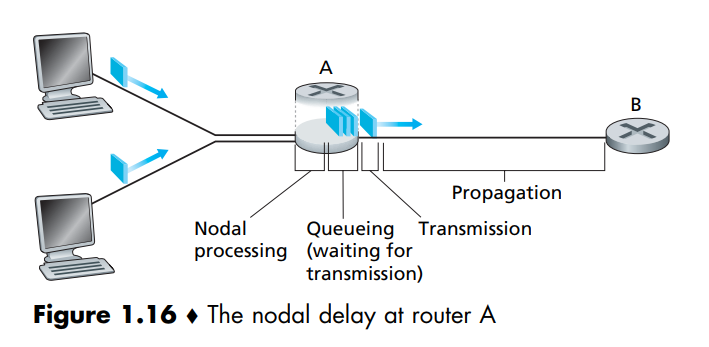 A
B
Propagation
Nodal
processing
Queueing
(waiting for
transmission)
Transmission
Figure 1.16 ♦ The nodal delay at router A